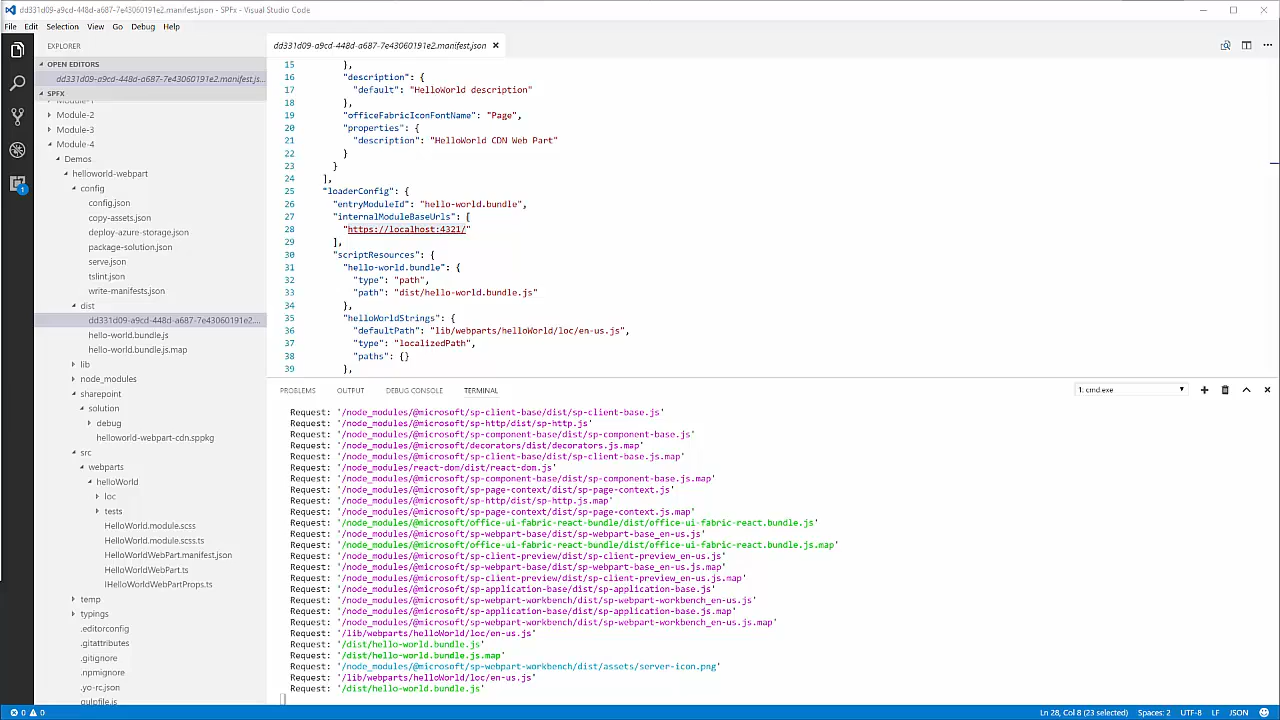 dd331d09-a9cd-448d-a687-7e43060191e2.manifest.json - SPFx - Visual Studio Code
File Edit Selection View Go Debug Help
EXPLORER
OPEN EDITORS
dd331d09-a9cd-448d-a687-7e43060191e2.manifest.js...
SPFX
Module-1
Module-2
Module-3
Module-4
Demos
helloworld-webpart
config
config.json
copy-assets.json
deploy-azure-storage.json
package-solution.json
serve.json
tslint.json
write-manifests.json
dist
dd331d09-a9cd-448d-a687-7e43060191e2....
hello-world.bundle.js
hello-world.bundle.js.map
lib
node_modules
sharepoint
solution
debug
helloworld-webpart-cdn.sppkg
src
webparts
helloWorld
loc
tests
HelloWorld.module.scss
HelloWorld.module.scss.ts
HelloWorldWebPart.manifest.json
HelloWorldWebPart.ts
IHelloWorldWebPartProps.ts
temp
typings
.editorconfig
.gitattributes
.gitignore
.npmignore
.yo-rc.json
gulpfile.js
1
dd331d09-a9cd-448d-a687-7e43060191e2.manifest.json
15 },
16 "description": {
17 "default": "HelloWorld description"
18 },
19 "officeFabricIconFontName": "Page",
20 "properties": {
21 "description": "HelloWorld CDN Web Part"
22 }
23 }
24 ],
25 "loaderConfig": {
26 "entryModuleId": "hello-world.bundle",
27 "internalModuleBaseUrls": [
28 "https://localhost:4321/"
29 ],
30 "scriptResources": {
31 "hello-world.bundle": {
32 "type": "path",
33 "path": "dist/hello-world.bundle.js"
34 },
35 "helloWorldStrings": {
36 "defaultPath": "lib/webparts/helloWorld/loc/en-us.js",
37 "type": "localizedPath",
38 "paths": {}
39 },
PROBLEMS OUTPUT DEBUG CONSOLE TERMINAL 1: cmd.exe
Request: '/node_modules/@microsoft/sp-client-base/dist/sp-client-base.js'
Request: '/node_modules/@microsoft/sp-http/dist/sp-http.js'
Request: '/node_modules/@microsoft/sp-component-base/dist/sp-component-base.js'
Request: '/node_modules/@microsoft/decorators/dist/decorators.js.map'
Request: '/node_modules/@microsoft/sp-client-base/dist/sp-client-base.js.map'
Request: '/node_modules/react-dom/dist/react-dom.js'
Request: '/node_modules/@microsoft/sp-component-base/dist/sp-component-base.js.map'
Request: '/node_modules/@microsoft/sp-page-context/dist/sp-page-context.js'
Request: '/node_modules/@microsoft/sp-http/dist/sp-http.js.map'
Request: '/node_modules/@microsoft/sp-page-context/dist/sp-page-context.js.map'
Request: '/node_modules/@microsoft/office-ui-fabric-react-bundle/dist/office-ui-fabric-react.bundle.js'
Request: '/node_modules/@microsoft/sp-webpart-base/dist/sp-webpart-base_en-us.js'
Request: '/node_modules/@microsoft/office-ui-fabric-react-bundle/dist/office-ui-fabric-react.bundle.js.map'
Request: '/node_modules/@microsoft/sp-client-preview/dist/sp-client-preview_en-us.js'
Request: '/node_modules/@microsoft/sp-webpart-base/dist/sp-webpart-base_en-us.js.map'
Request: '/node_modules/@microsoft/sp-client-preview/dist/sp-client-preview_en-us.js.map'
Request: '/node_modules/@microsoft/sp-application-base/dist/sp-application-base.js'
Request: '/node_modules/@microsoft/sp-webpart-workbench/dist/sp-webpart-workbench_en-us.js'
Request: '/node_modules/@microsoft/sp-application-base/dist/sp-application-base.js.map'
Request: '/node_modules/@microsoft/sp-webpart-workbench/dist/sp-webpart-workbench_en-us.js.map'
Request: '/lib/webparts/helloWorld/loc/en-us.js'
Request: '/dist/hello-world.bundle.js'
Request: '/dist/hello-world.bundle.js.map'
Request: '/node_modules/@microsoft/sp-webpart-workbench/dist/assets/server-icon.png'
Request: '/lib/webparts/helloWorld/loc/en-us.js'
Request: '/dist/hello-world.bundle.js'
0 0 Ln 28, Col 8 (23 selected) Spaces: 2 UTF-8 LF JSON